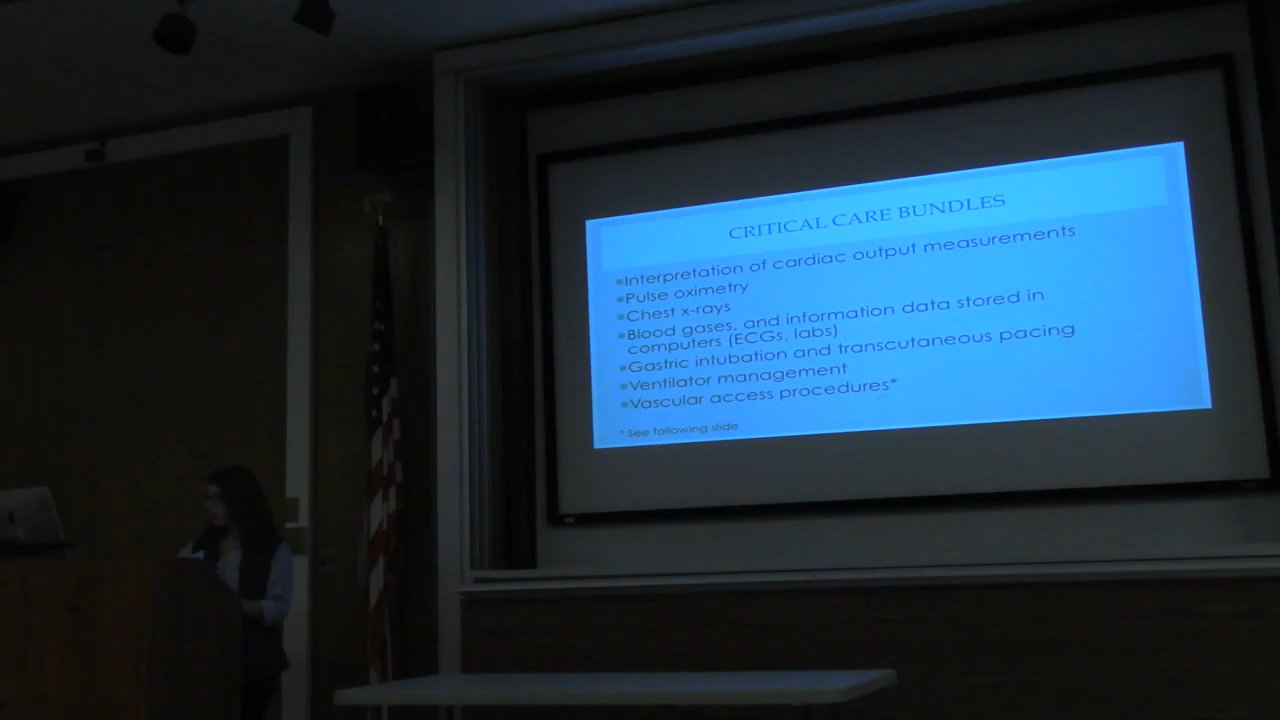 CRITICAL CARE BUNDLES
▪Interpretation of cardiac output measurements
▪Pulse oximetry
▪Chest x-rays
▪Blood gases, and information data stored in
computers (ECGs, labs)
▪Gastric intubation and transcutaneous pacing
▪Ventilator management
▪Vascular access procedures*
* See following slide